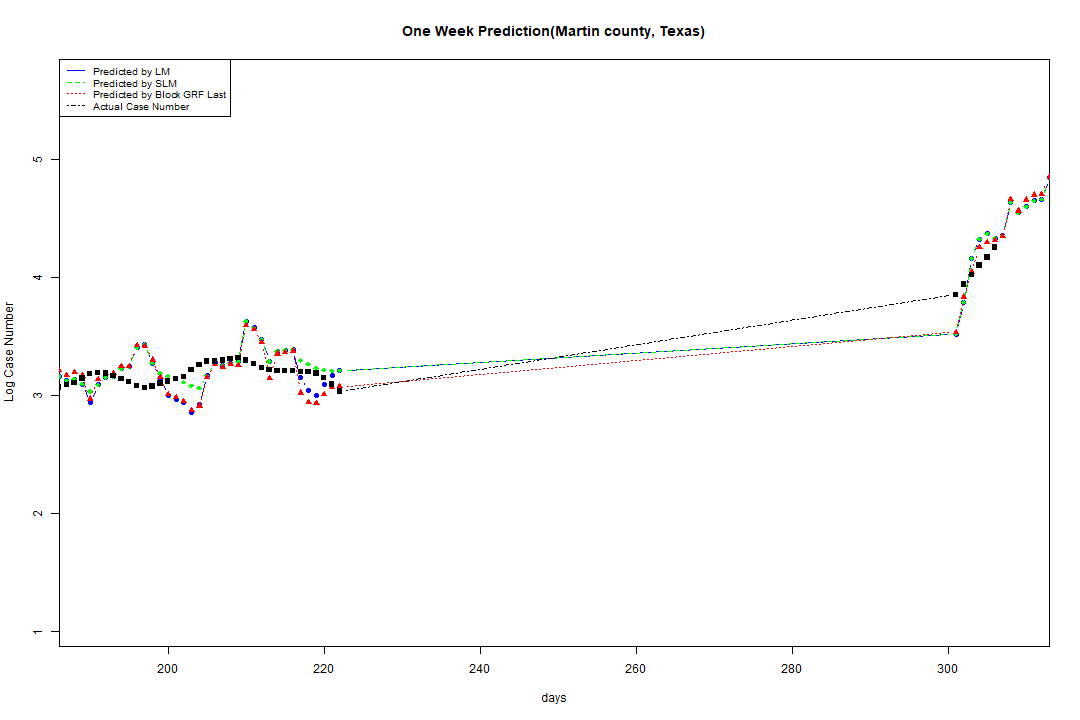 One Week Prediction(Martin county, Texas)
Predicted by LM
Predicted by SLM
Predicted by Block GRF Last
Actual Case Number
5
4
3
2
1
Log Case Number
200 220 240 260 280 300
days